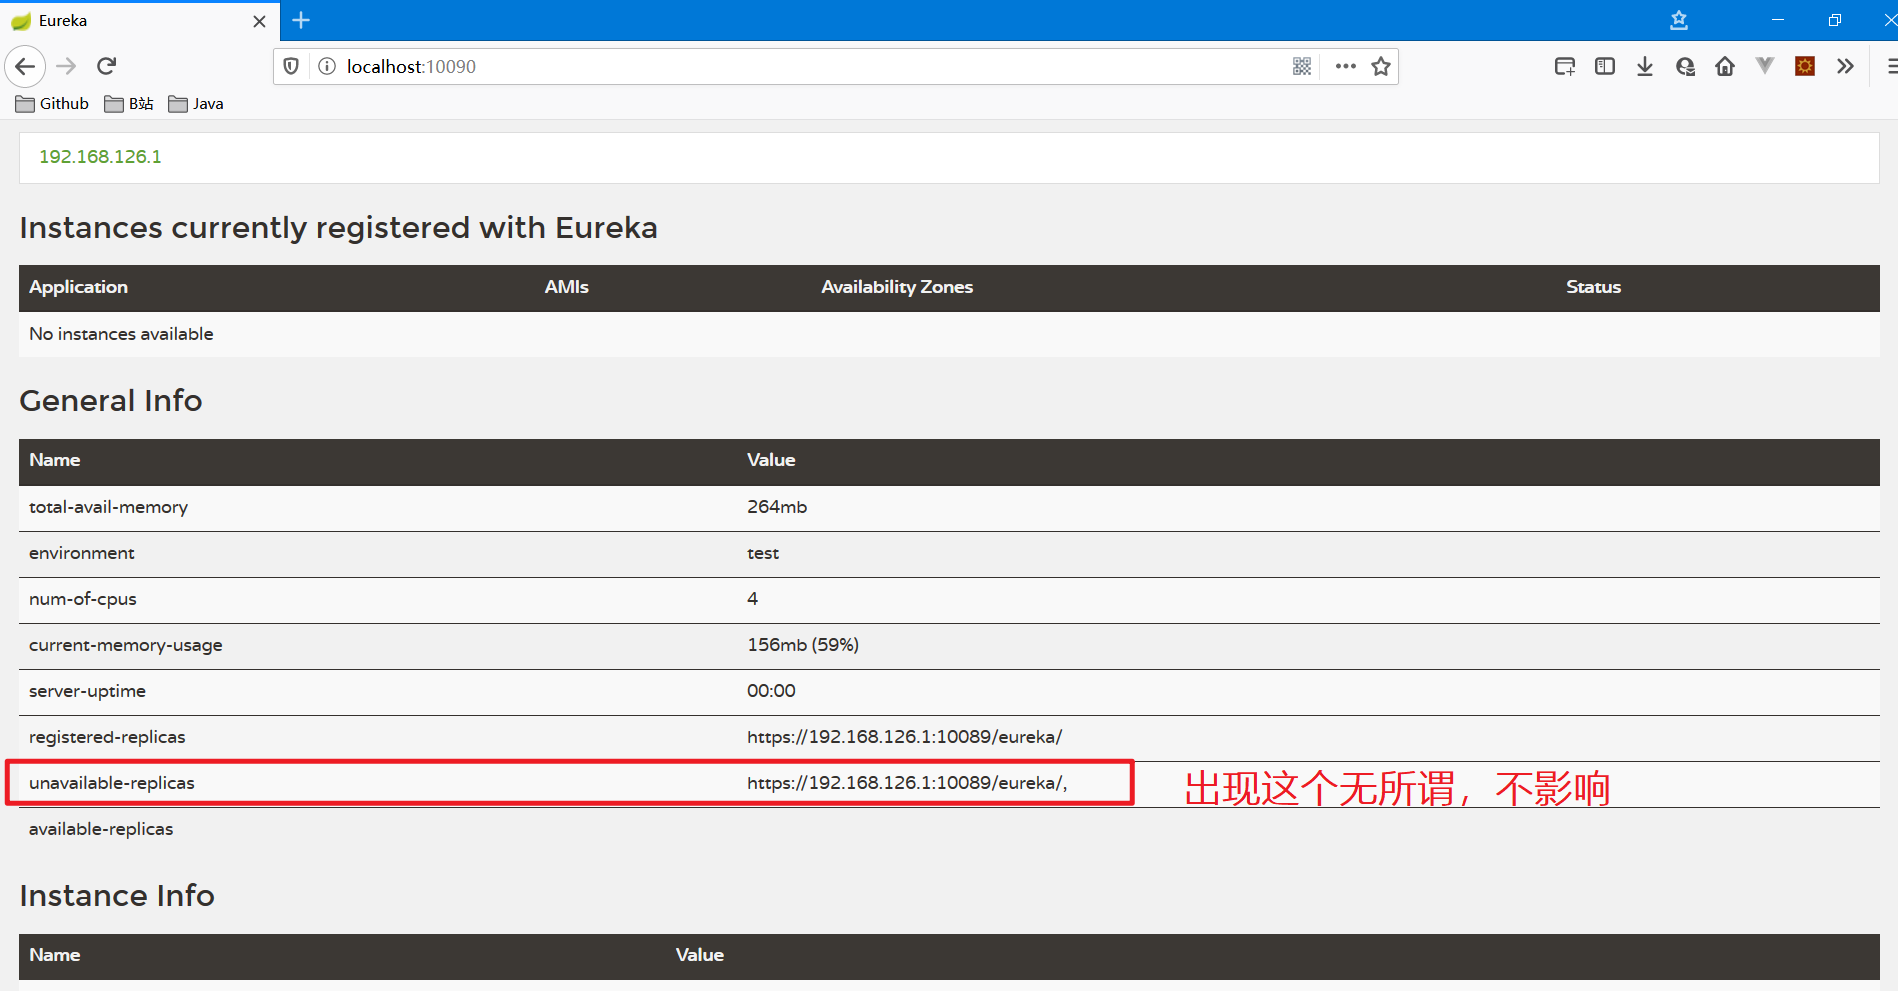 Eureka
localhost:10090
Github B站 Java
192.168.126.1
Instances currently registered with Eureka
Application AMIs Availability Zones Status
No instances available
General Info
Name Value
total-avail-memory 264mb
environment test
num-of-cpus 4
current-memory-usage 156mb (59%)
server-uptime 00:00
registered-replicas https://192.168.126.1:10089/eureka/
unavailable-replicas https://192.168.126.1:10089/eureka/,
出现这个无所谓，不影响
available-replicas
Instance Info
Name Value